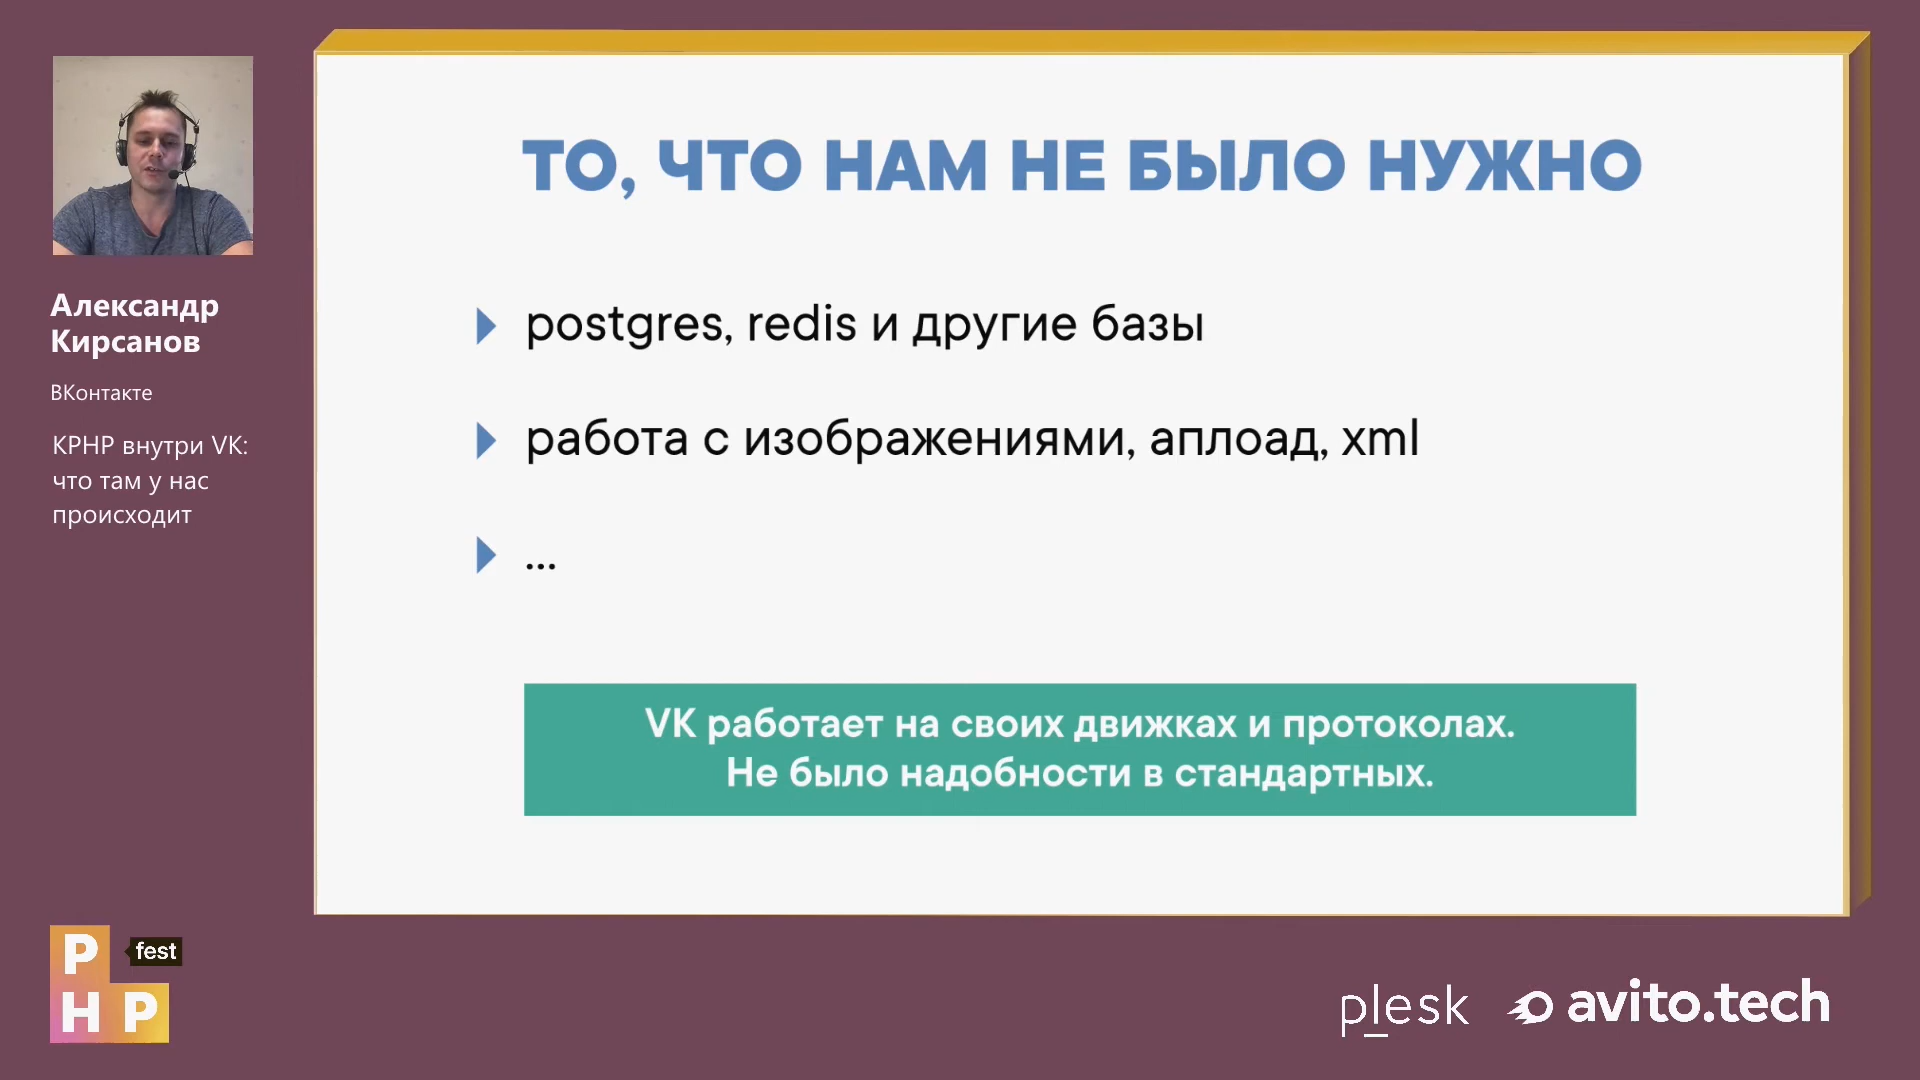 Александр
Кирсанов
ВКонтакте
KPHP внутри VK:
что там у нас
происходит
ТО, ЧТО НАМ НЕ БЫЛО НУЖНО
postgres, redis и другие базы
работа с изображениями, аплоад, xml
...
VK работает на своих движках и протоколах.
Не было надобности в стандартных.
P fest
HP
plesk avito.tech